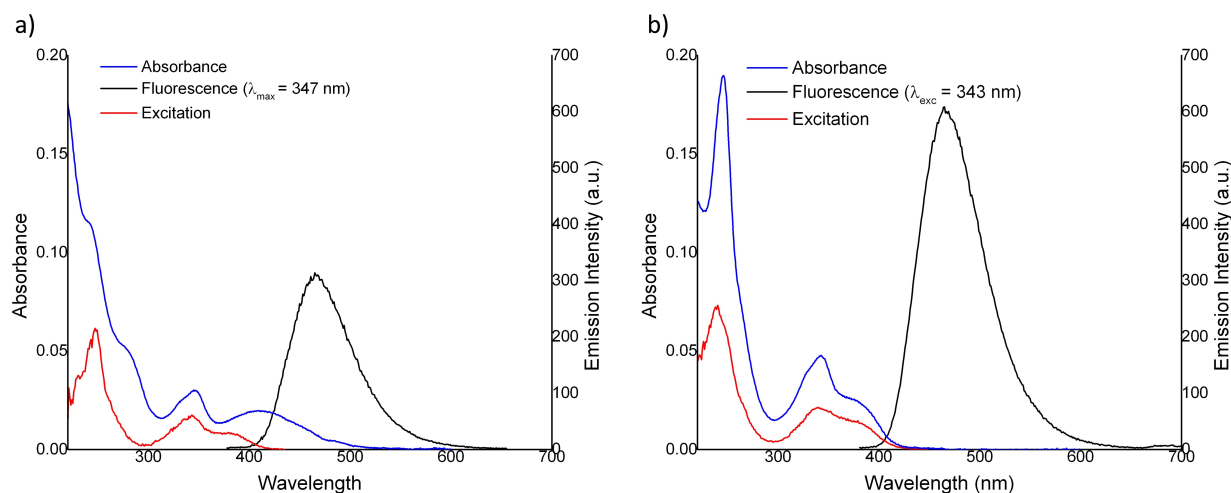 a)
0.20
0.15
0.10
0.05
0.00
Absorbance
Absorbance
Fluorescence (λmax = 347 nm)
Excitation
700
600
500
400
300
200
100
0
Emission Intensity (a.u.)
300 400 500 600 700
Wavelength
b)
0.20
0.15
0.10
0.05
0.00
Absorbance
Absorbance
Fluorescence (λexc = 343 nm)
Excitation
700
600
500
400
300
200
100
0
Emission Intensity (a.u.)
300 400 500 600 700
Wavelength (nm)